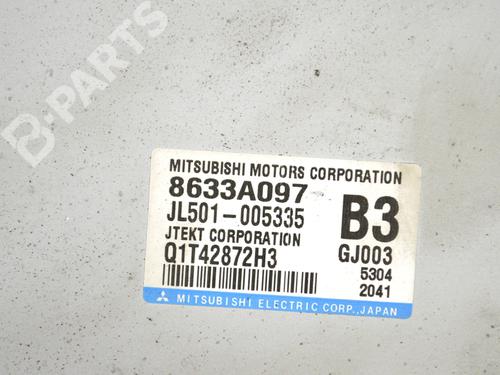 B-PARTS
MITSUBISHI MOTORS CORPORATION
8633A097
JL501-005335
B3
JTEKT CORPORATION
Q1T42872H3
GJ003
5304
2041
MITSUBISHI ELECTRIC CORP., JAPAN